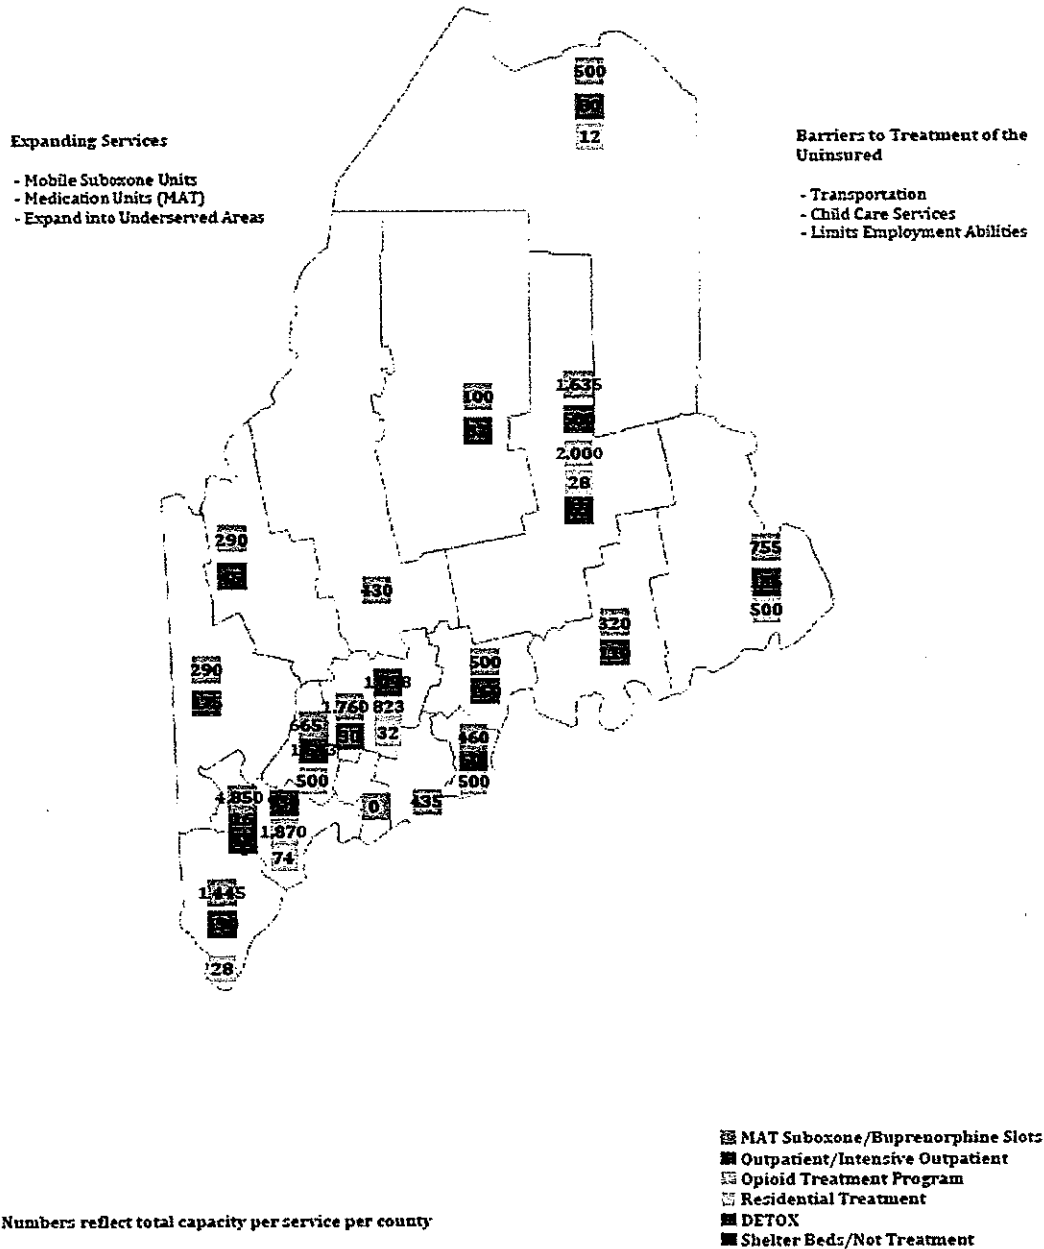 500
80
12
Expanding Services
- Mobile Suboxone Units
- Medication Units (MAT)
- Expand into Underserved Areas
Barriers to Treatment of the
Uninsured
- Transportation
- Child Care Services
- Limits Employment Abilities
100
1,635
2,000
28
290
430
755
500
320
290
500
1,760
823
32
665
500
460
500
4,850
0
435
1,870
74
1,445
28
MAT Suboxone/Buprenorphine Slots
Outpatient/Intensive Outpatient
Opioid Treatment Program
Residential Treatment
DETOX
Shelter Beds/Not Treatment
Numbers reflect total capacity per service per county